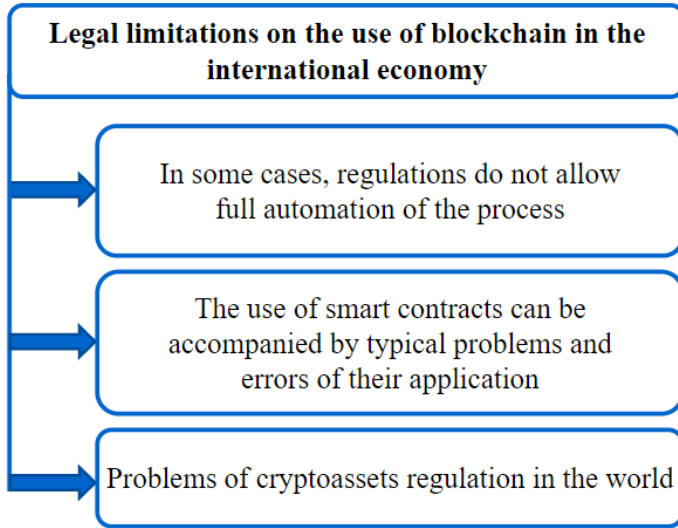 Legal limitations on the use of blockchain in the
international economy
In some cases, regulations do not allow
full automation of the process
The use of smart contracts can be
accompanied by typical problems and
errors of their application
Problems of cryptoassets regulation in the world